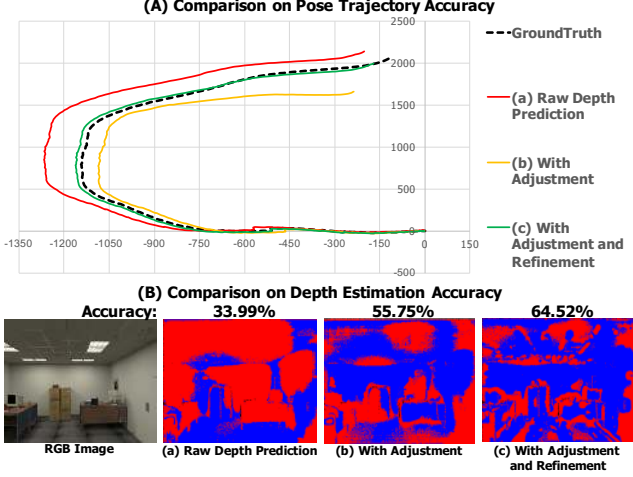 (A) Comparison on Pose Trajectory Accuracy
2500
2000
1500
1000
500
0
-500
-1350 -1200 -1050 -900 -750 -600 -450 -300 -150 0 150
GroundTruth
(a) Raw Depth
Prediction
(b) With
Adjustment
(c) With
Adjustment and
Refinement
(B) Comparison on Depth Estimation Accuracy
Accuracy: 33.99% 55.75% 64.52%
RGB Image
(a) Raw Depth Prediction
(b) With Adjustment
(c) With Adjustment
and Refinement